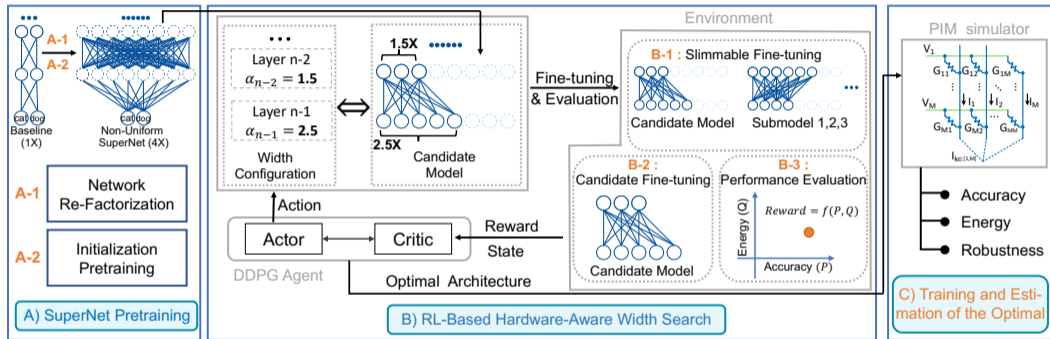 A-1
A-2
cat dog
Baseline
(1X)
cat dog
Non-Uniform
SuperNet (4X)
A-1
Network
Re-Factorization
A-2
Initialization
Pretraining
A) SuperNet Pretraining
Layer n-2
αn−2 = 1.5
Layer n-1
αn−1 = 2.5
Width
Configuration
1.5X
2.5X
Candidate
Model
Action
Actor
Critic
DDPG Agent
Fine-tuning
& Evaluation
Reward
State
Optimal Architecture
Environment
B-1 : Slimmable Fine-tuning
Candidate Model
Submodel 1,2,3
B-2 :
Candidate Fine-tuning
Candidate Model
B-3 :
Performance Evaluation
Energy (Q)
Reward = f(P, Q)
Accuracy (P)
B) RL-Based Hardware-Aware Width Search
PIM simulator
V1
G11
G12
G1M
I1
I2
IM
VM
GM1
GM2
GMM
Accuracy
Energy
Robustness
C) Training and Esti-
mation of the Optimal